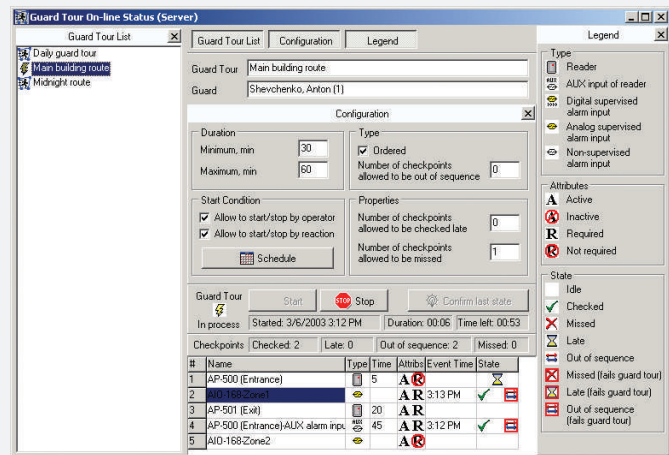 Guard Tour On-line Status (Server)
Guard Tour List
Daily guard tour
Main building route
Midnight route
Guard Tour List
Configuration
Legend
Guard Tour
Main building route
Guard
Shevchenko, Anton (1)
Configuration
Duration
Minimum, min
30
Maximum, min
60
Type
Ordered
Number of checkpoints
allowed to be out of sequence
0
Start Condition
Allow to start/stop by operator
Allow to start/stop by reaction
Schedule
Properties
Number of checkpoints
allowed to be checked late
0
Number of checkpoints
allowed to be missed
1
Guard Tour
In process
Start
STOP Stop
Confirm last state
Started: 3/6/2003 3:12 PM
Duration: 00:06
Time left: 00:53
Checkpoints
Checked: 2
Late: 0
Out of sequence: 2
Missed: 0
# Name Type Time Attribs Event Time State
1 AP-500 (Entrance) 5 A R
2 AIO-168-Zone1 A R 3:13 PM
3 AP-501 (Exit) 20 A R
4 AP-500 (Entrance)-AUX alarm inpu AUX 45 A R 3:12 PM
5 AIO-168-Zone2 A R
Legend
Type
Reader
AUX AUX input of reader
Digital supervised
alarm input
Analog supervised
alarm input
Non-supervised
alarm input
Attributes
A Active
A Inactive
R Required
R Not required
State
Idle
Checked
Missed
Late
Out of sequence
Missed (fails guard tour)
Late (fails guard tour)
Out of sequence
(fails guard tour)